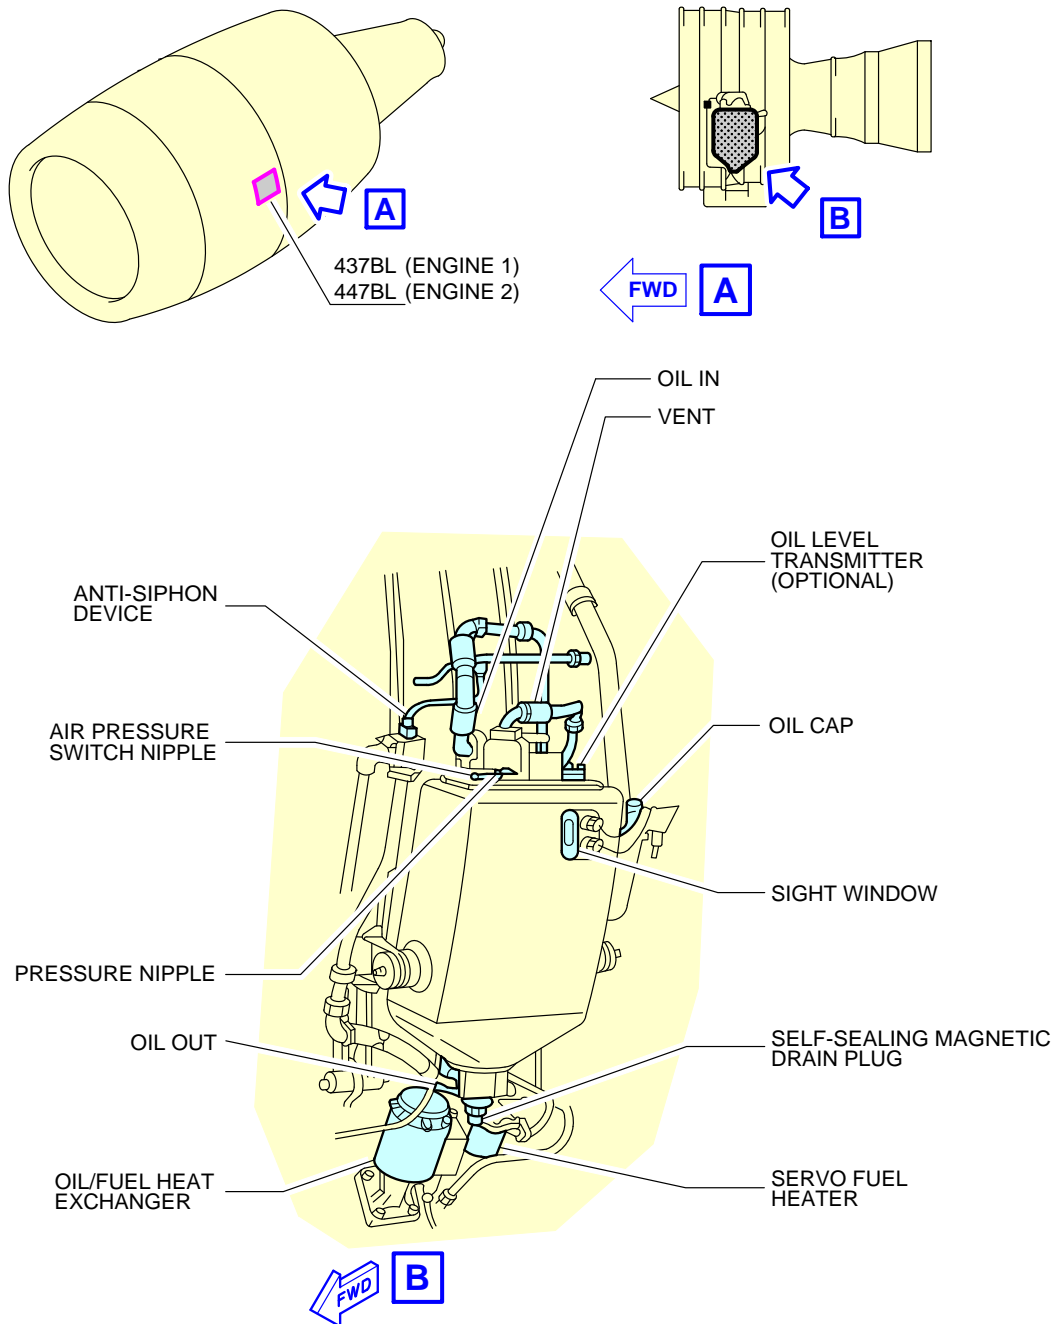 A
437BL (ENGINE 1)
447BL (ENGINE 2)
B
FWD
A
OIL IN
VENT
OIL LEVEL
TRANSMITTER
(OPTIONAL)
ANTI-SIPHON
DEVICE
AIR PRESSURE
SWITCH NIPPLE
OIL CAP
SIGHT WINDOW
PRESSURE NIPPLE
OIL OUT
SELF-SEALING MAGNETIC
DRAIN PLUG
OIL/FUEL HEAT
EXCHANGER
SERVO FUEL
HEATER
FWD
B